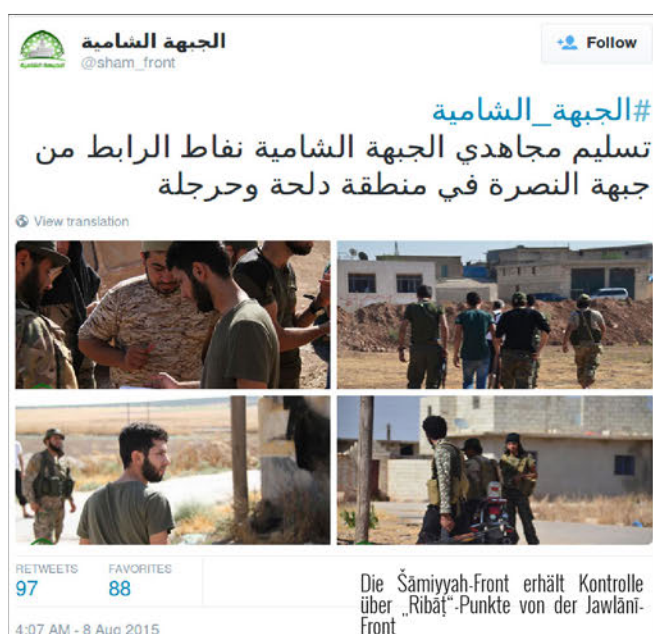 الجبهة الشامية
@sham_front
Follow
#الجبهة_الشامية
تسليم مجاهدي الجبهة الشامية نفاط الرابط من
جبهة النصرة في منطقة دلحة وحرجلة
View translation
RETWEETS FAVORITES
97 88
4:07 AM - 8 Aug 2015
Die Šāmiyyah-Front erhält Kontrolle
über „Ribāṭ“-Punkte von der Jawlānī-
Front